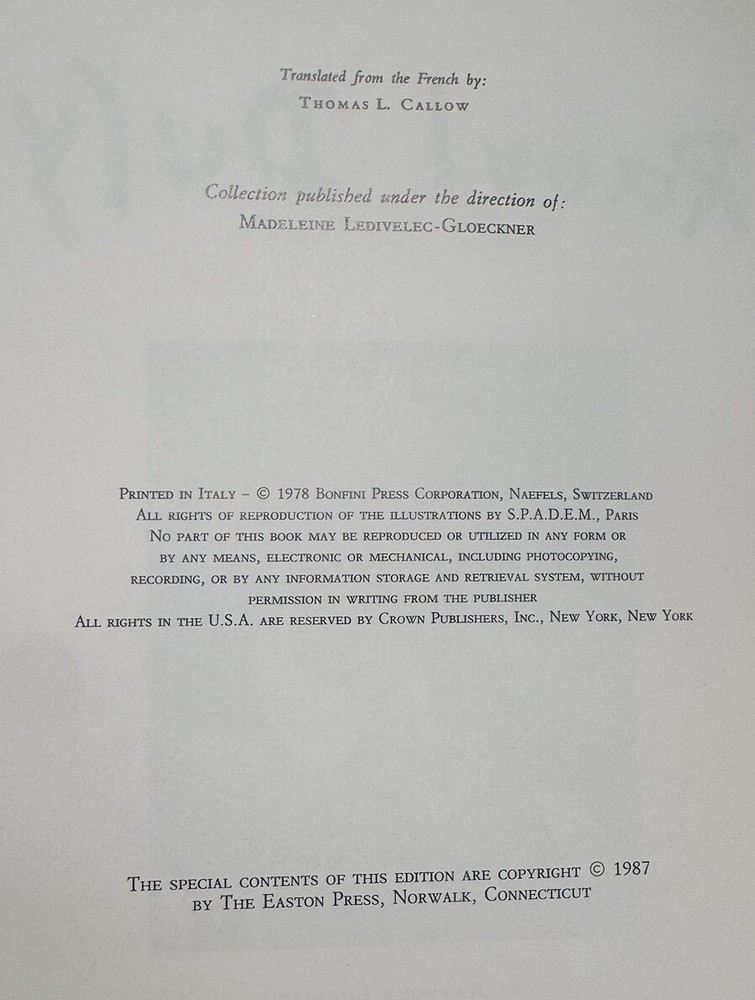 Translated from the French by:
THOMAS L. CALLOW
Collection published under the direction of:
MADELEINE LEDIVELEC-GLOECKNER
PRINTED IN ITALY – © 1978 BONFINI PRESS CORPORATION, NAEFELS, SWITZERLAND
ALL RIGHTS OF REPRODUCTION OF THE ILLUSTRATIONS BY S.P.A.D.E.M., PARIS
NO PART OF THIS BOOK MAY BE REPRODUCED OR UTILIZED IN ANY FORM OR
BY ANY MEANS, ELECTRONIC OR MECHANICAL, INCLUDING PHOTOCOPYING,
RECORDING, OR BY ANY INFORMATION STORAGE AND RETRIEVAL SYSTEM, WITHOUT
PERMISSION IN WRITING FROM THE PUBLISHER
ALL RIGHTS IN THE U.S.A. ARE RESERVED BY CROWN PUBLISHERS, INC., NEW YORK, NEW YORK
THE SPECIAL CONTENTS OF THIS EDITION ARE COPYRIGHT © 1987
BY THE EASTON PRESS, NORWALK, CONNECTICUT